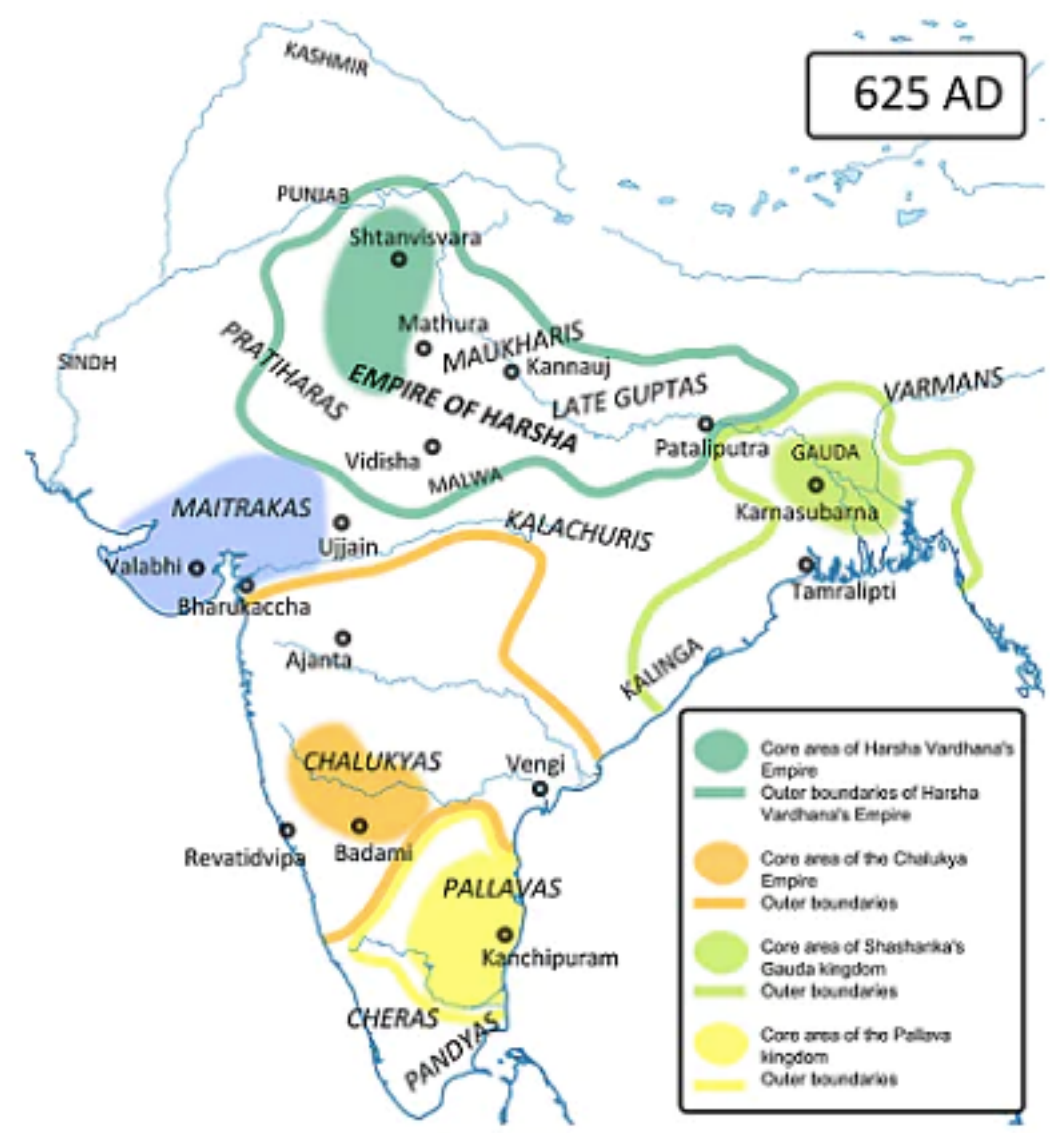 KASHMIR
625 AD
PUNJAB
Shtanvisvara
Mathura
MAUKHARIS
SINDH
PRATIHARAS
Kannauj
EMPIRE OF HARSHA
LATE GUPTAS
VARMANS
Pataliputra
GAUDA
Vidisha
MALWA
MAITRAKAS
Karnasubarna
KALACHURIS
Ujjain
Valabhi
Tamralipti
Bharukaccha
Ajanta
KALINGA
CHALUKYAS
Vengi
Revatidvipa
Badami
PALLAVAS
Kanchipuram
CHERAS
PANDYAS
Core area of Harsha Vardhana's
Empire
Outer boundaries of Harsha
Vardhana's Empire
Core area of the Chalukya
Empire
Outer boundaries
Core area of Shashanka's
Gauda kingdom
Outer boundaries
Core area of the Pallava
kingdom
Outer boundaries